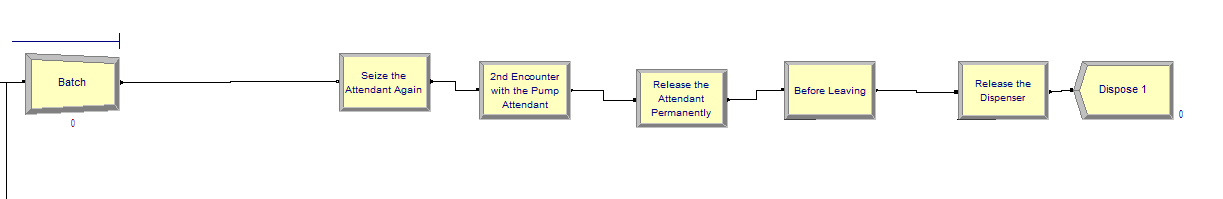 Batch
0
Seize the
Attendant Again
2nd Encounter
with the Pump
Attendant
Release the
Attendant
Permanently
Before Leaving
Release the
Dispenser
Dispose 1
0